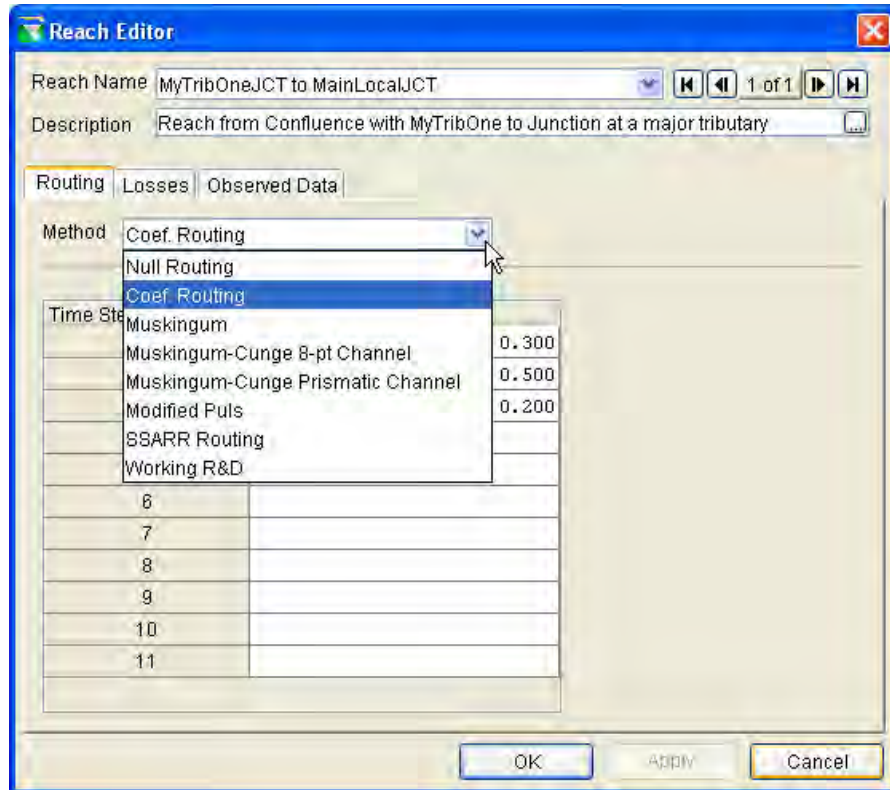 Reach Editor
Reach Name MyTribOneJCT to MainLocalJCT 1 of 1
Description Reach from Confluence with MyTribOne to Junction at a major tributary ...
Routing Losses Observed Data
Method Coef. Routing
Null Routing
Coef. Routing
Time Ste
Muskingum
0.300
Muskingum-Cunge 8-pt Channel
0.500
Muskingum-Cunge Prismatic Channel
0.200
Modified Puls
SSARR Routing
Working R&D
6
7
8
9
10
11
OK Apply Cancel